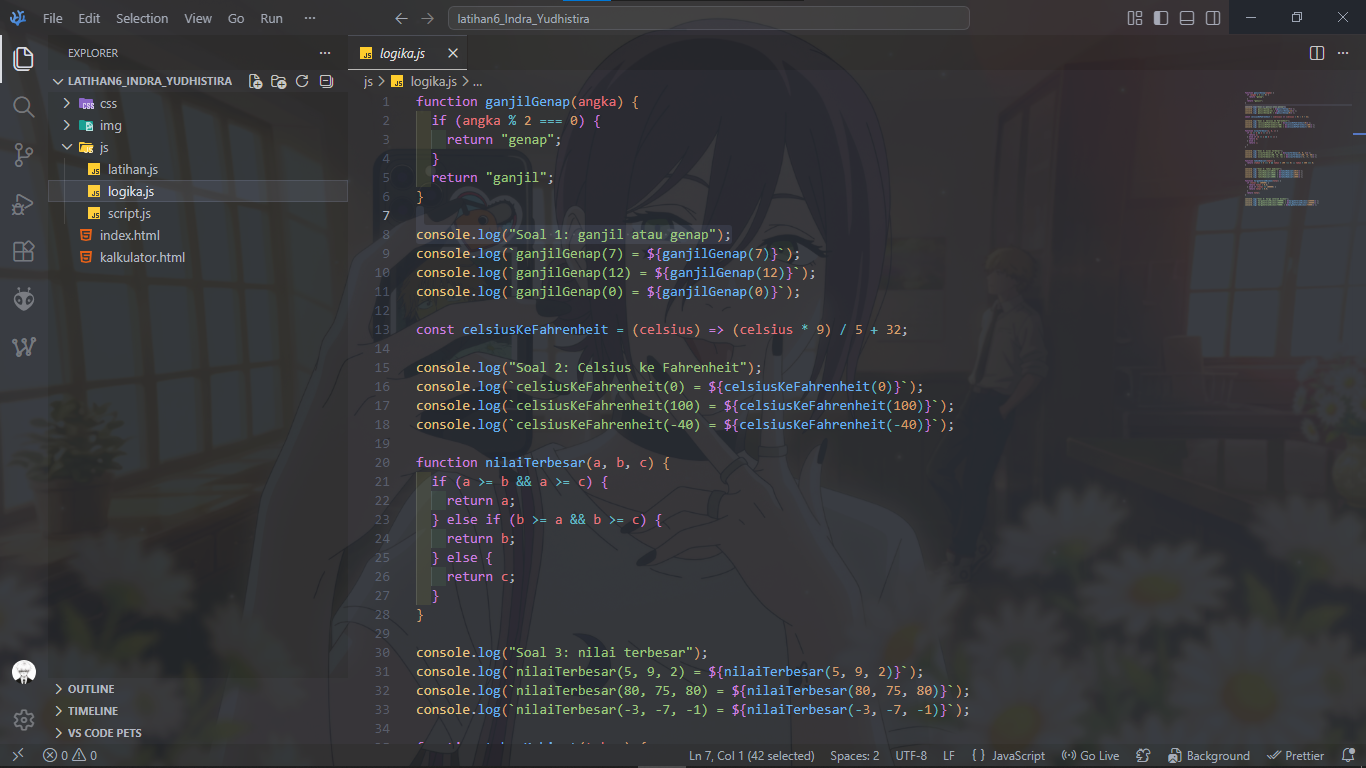 File Edit Selection View Go Run ··· latihan6_Indra_Yudhistira
EXPLORER ···
LATIHAN6_INDRA_YUDHISTIRA
css
img
js
latihan.js
logika.js
script.js
index.html
kalkulator.html
OUTLINE
TIMELINE
VS CODE PETS
JS logika.js ···
js > JS logika.js > ...
1 function ganjilGenap(angka) {
2 if (angka % 2 === 0) {
3 return "genap";
4 }
5 return "ganjil";
6 }
7
8 console.log("Soal 1: ganjil atau genap");
9 console.log(`ganjilGenap(7) = ${ganjilGenap(7)}`);
10 console.log(`ganjilGenap(12) = ${ganjilGenap(12)}`);
11 console.log(`ganjilGenap(0) = ${ganjilGenap(0)}`);
12
13 const celsiusKeFahrenheit = (celsius) => (celsius * 9) / 5 + 32;
14
15 console.log("Soal 2: Celsius ke Fahrenheit");
16 console.log(`celsiusKeFahrenheit(0) = ${celsiusKeFahrenheit(0)}`);
17 console.log(`celsiusKeFahrenheit(100) = ${celsiusKeFahrenheit(100)}`);
18 console.log(`celsiusKeFahrenheit(-40) = ${celsiusKeFahrenheit(-40)}`);
19
20 function nilaiTerbesar(a, b, c) {
21 if (a >= b && a >= c) {
22 return a;
23 } else if (b >= a && b >= c) {
24 return b;
25 } else {
26 return c;
27 }
28 }
29
30 console.log("Soal 3: nilai terbesar");
31 console.log(`nilaiTerbesar(5, 9, 2) = ${nilaiTerbesar(5, 9, 2)}`);
32 console.log(`nilaiTerbesar(80, 75, 80) = ${nilaiTerbesar(80, 75, 80)}`);
33 console.log(`nilaiTerbesar(-3, -7, -1) = ${nilaiTerbesar(-3, -7, -1)}`);
34
0 0 Ln 7, Col 1 (42 selected) Spaces: 2 UTF-8 LF { } JavaScript Go Live Background Prettier